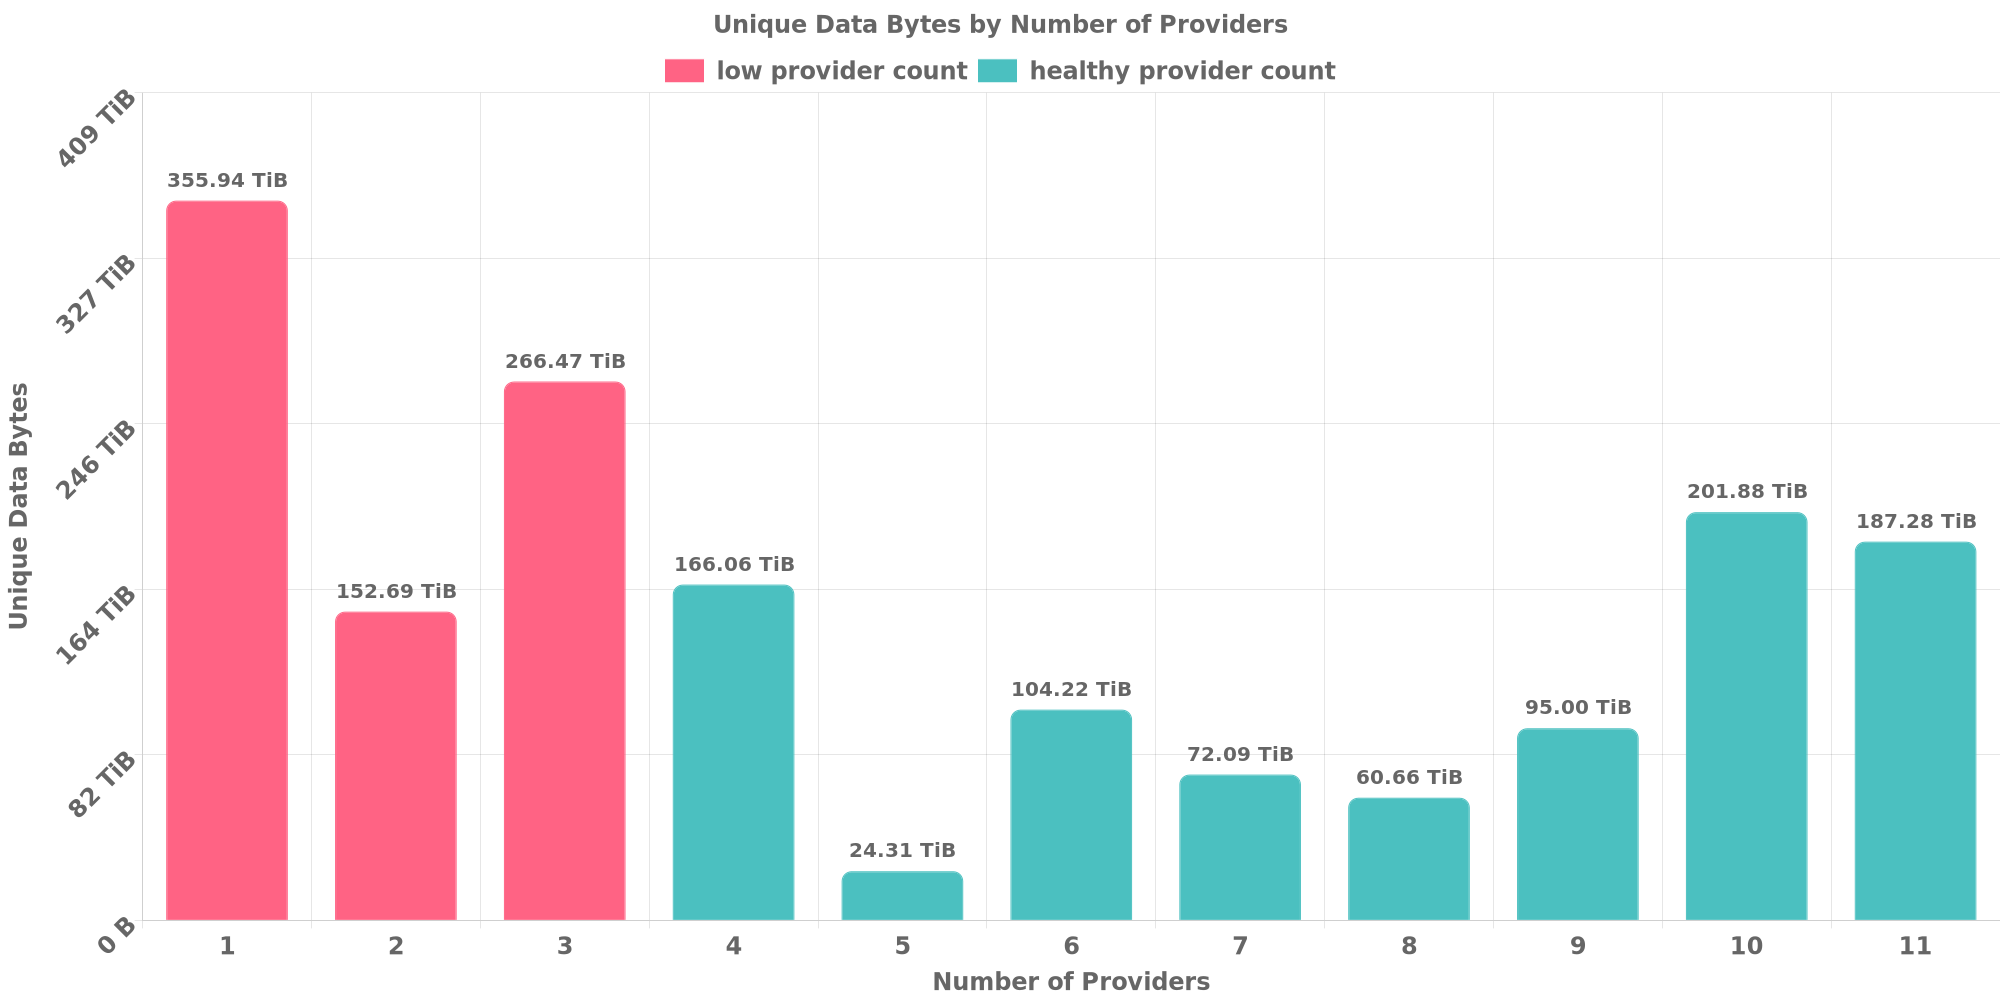 Unique Data Bytes by Number of Providers
low provider count healthy provider count
409 TiB
327 TiB
246 TiB
164 TiB
82 TiB
0 B
Unique Data Bytes
355.94 TiB
152.69 TiB
266.47 TiB
166.06 TiB
24.31 TiB
104.22 TiB
72.09 TiB
60.66 TiB
95.00 TiB
201.88 TiB
187.28 TiB
1 2 3 4 5 6 7 8 9 10 11
Number of Providers